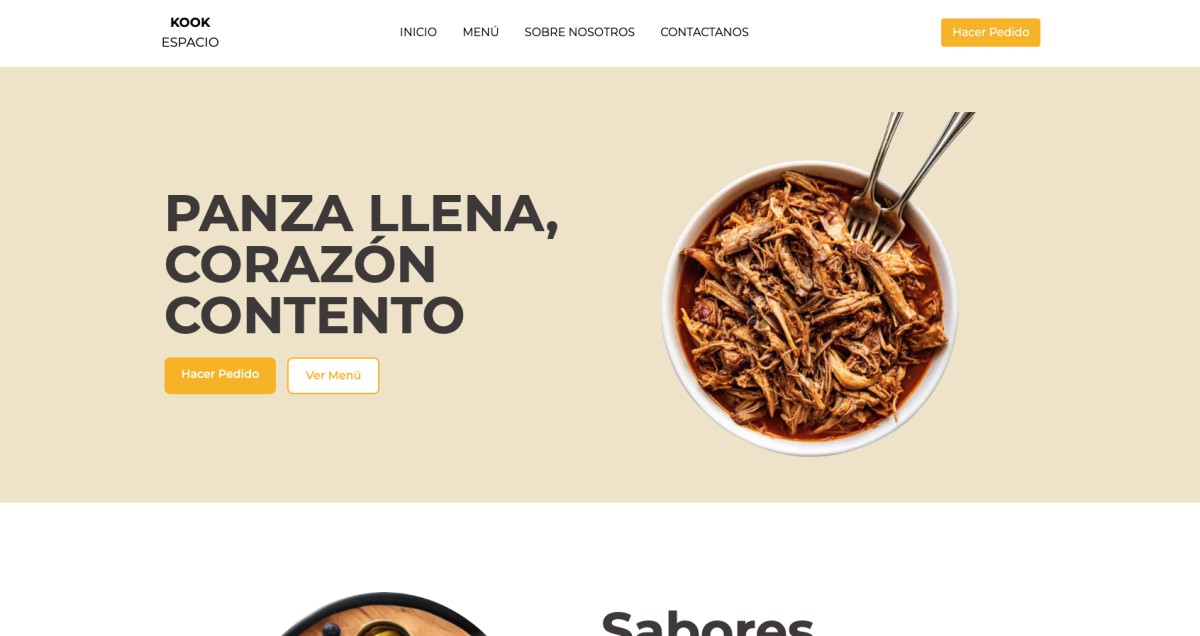 KOOK
ESPACIO
INICIO MENÚ SOBRE NOSOTROS CONTACTANOS
Hacer Pedido
PANZA LLENA,
CORAZÓN
CONTENTO
Hacer Pedido
Ver Menú
Sabores